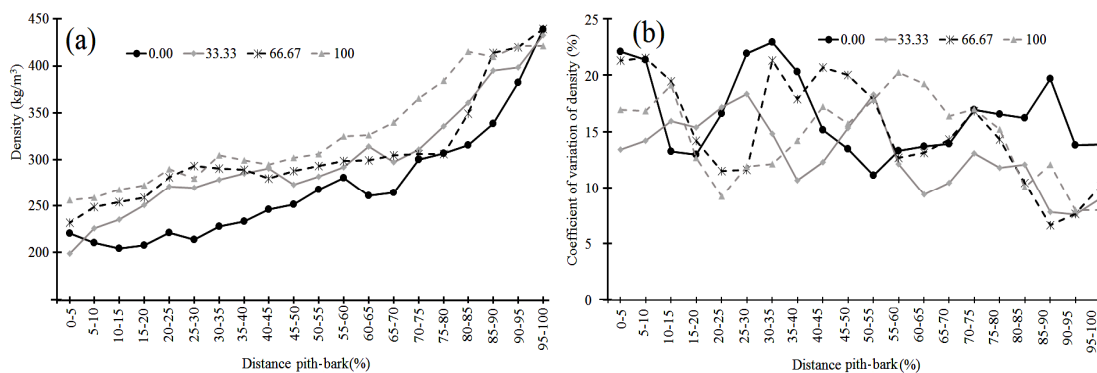 (a)
0.00 33.33 66.67 100
Density (kg/m³)
450
400
350
300
250
200
0-5 5-10 10-15 15-20 20-25 25-30 30-35 35-40 40-45 45-50 50-55 55-60 60-65 65-70 70-75 75-80 80-85 85-90 90-95 95-100
Distance pith-bark(%)
(b)
0.00 33.33 66.67 100
Coefficient of variation of density (%)
25
20
15
10
5
0
0-5 5-10 10-15 15-20 20-25 25-30 30-35 35-40 40-45 45-50 50-55 55-60 60-65 65-70 70-75 75-80 80-85 85-90 90-95 95-100
Distance pith-bark(%)